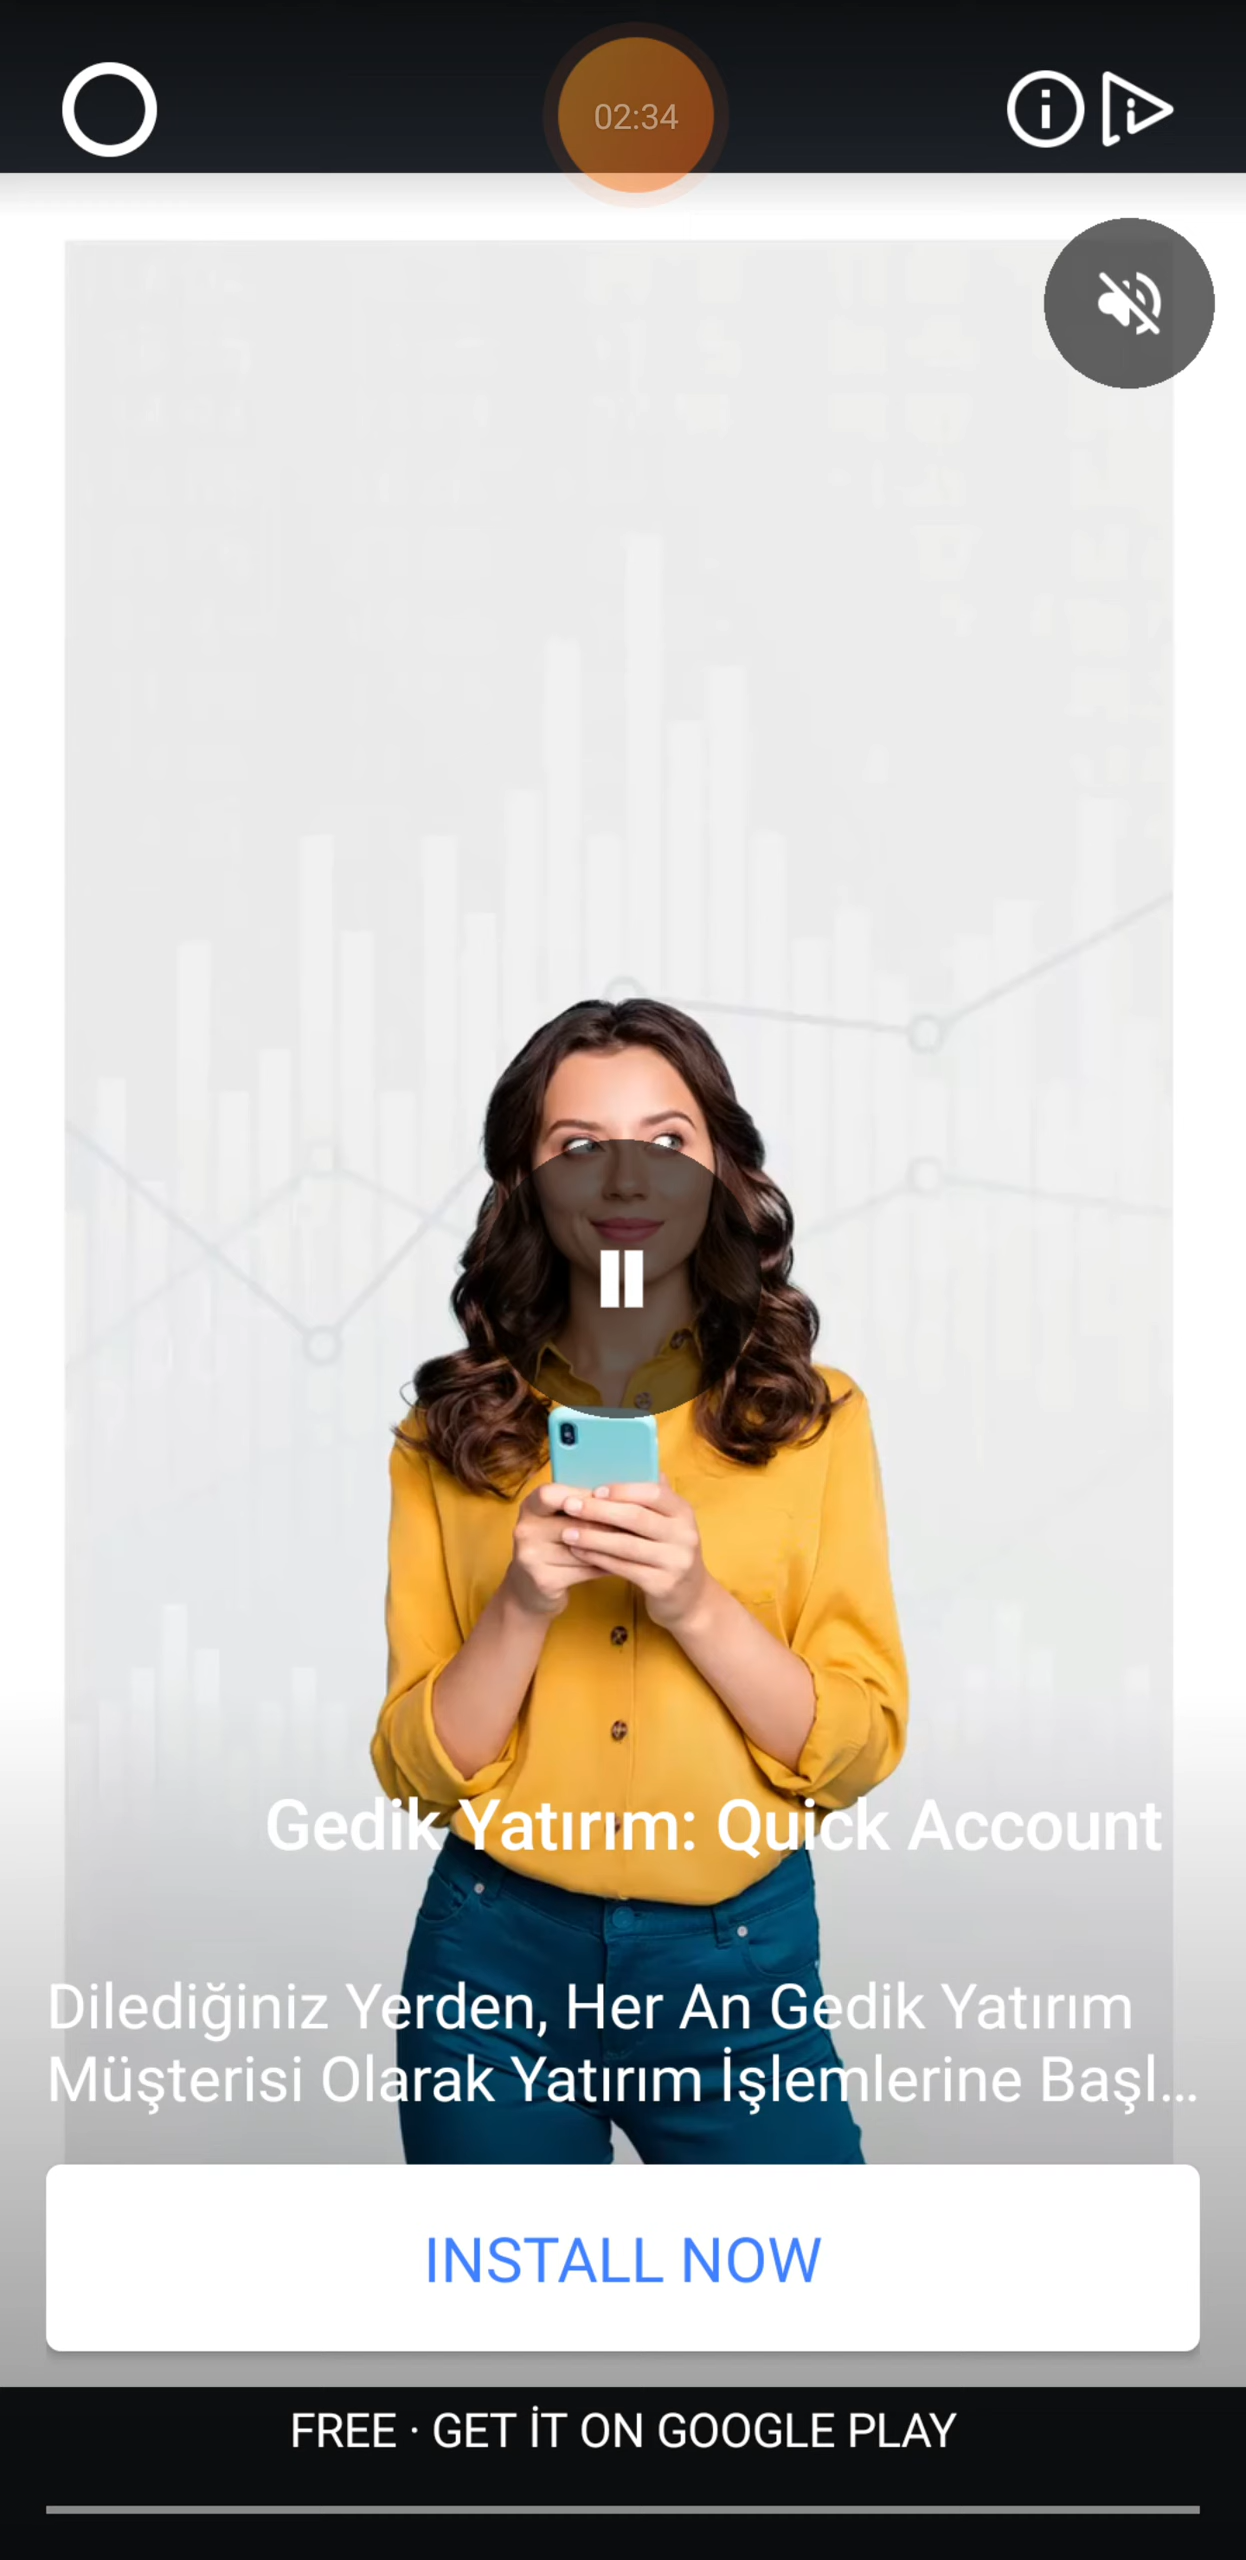 02:34
Gedik Yatırım: Quick Account
Dilediğiniz Yerden, Her An Gedik Yatırım
Müşterisi Olarak Yatırım İşlemlerine Başl...
INSTALL NOW
FREE · GET İT ON GOOGLE PLAY